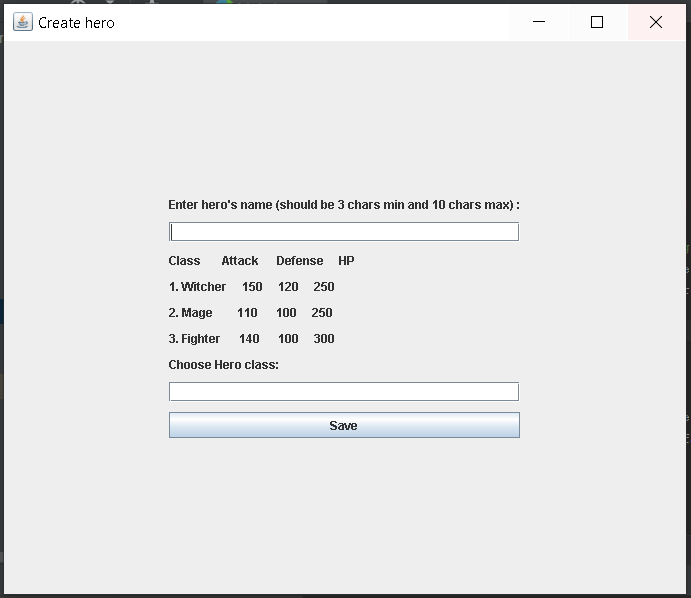 Create hero
Enter hero's name (should be 3 chars min and 10 chars max) :
Class Attack Defense HP
1. Witcher 150 120 250
2. Mage 110 100 250
3. Fighter 140 100 300
Choose Hero class:
Save